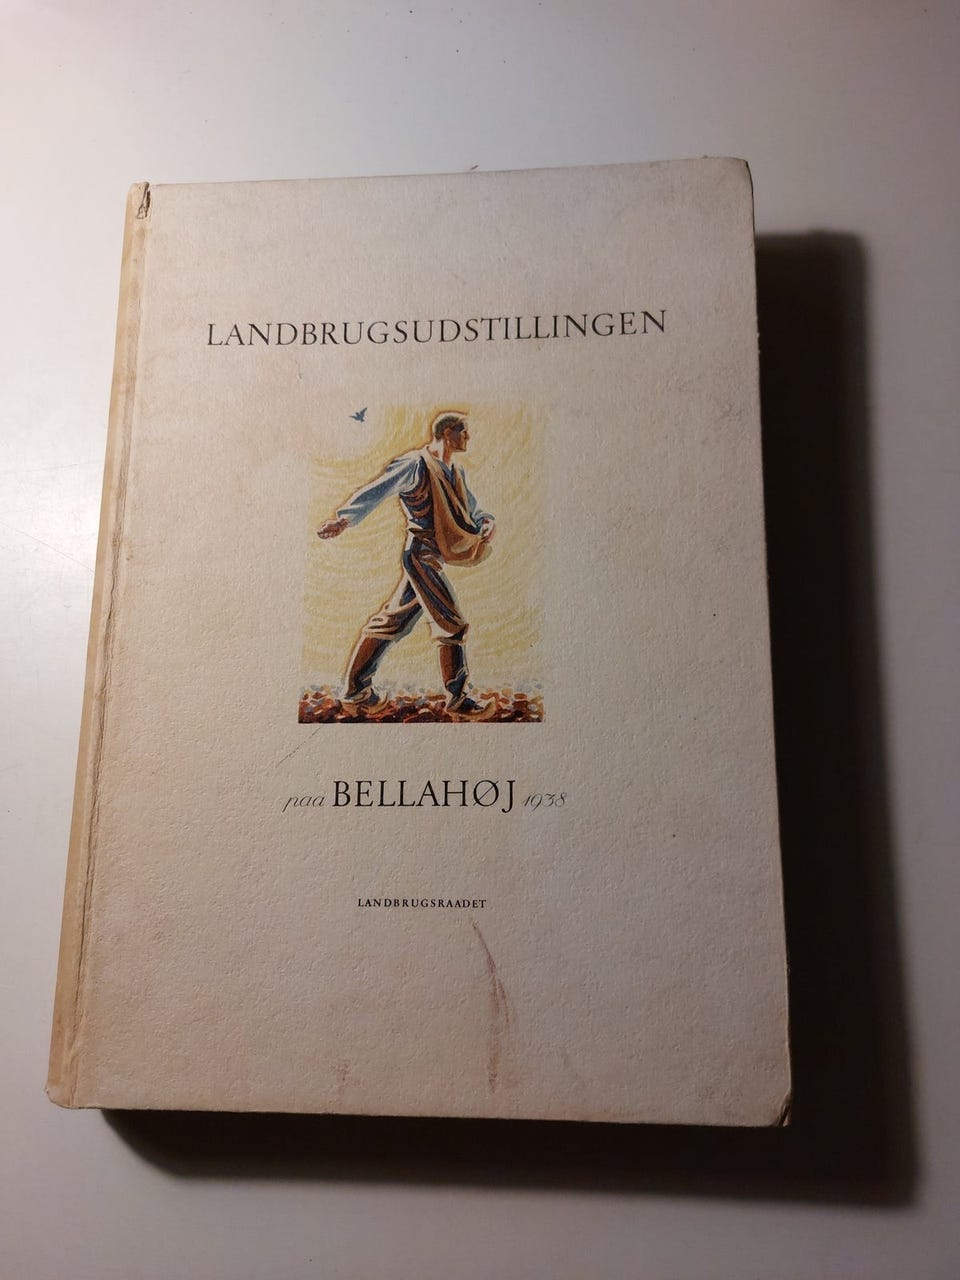 LANDBRUGSUDSTILLINGEN
paa BELLAHØJ 1938
LANDBRUGSRAADET